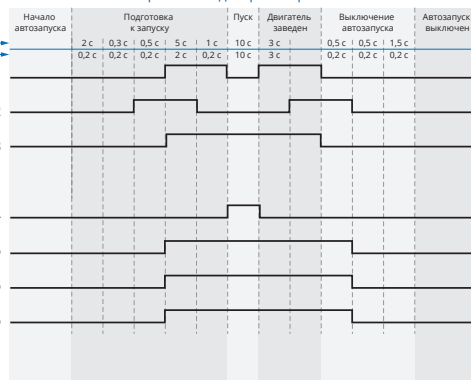 Начало автозапуска
Подготовка к запуску
Пуск
Двигатель заведен
Выключение автозапуска
Автозапуск выключен
2 с 0,3 с 0,5 с 5 с 1 с 10 с 3 с 0,5 с 0,5 с 1,5 с
0,2 с 0,2 с 0,2 с 2 с 0,2 с 10 с 3 с 0,2 с 0,2 с 0,2 с